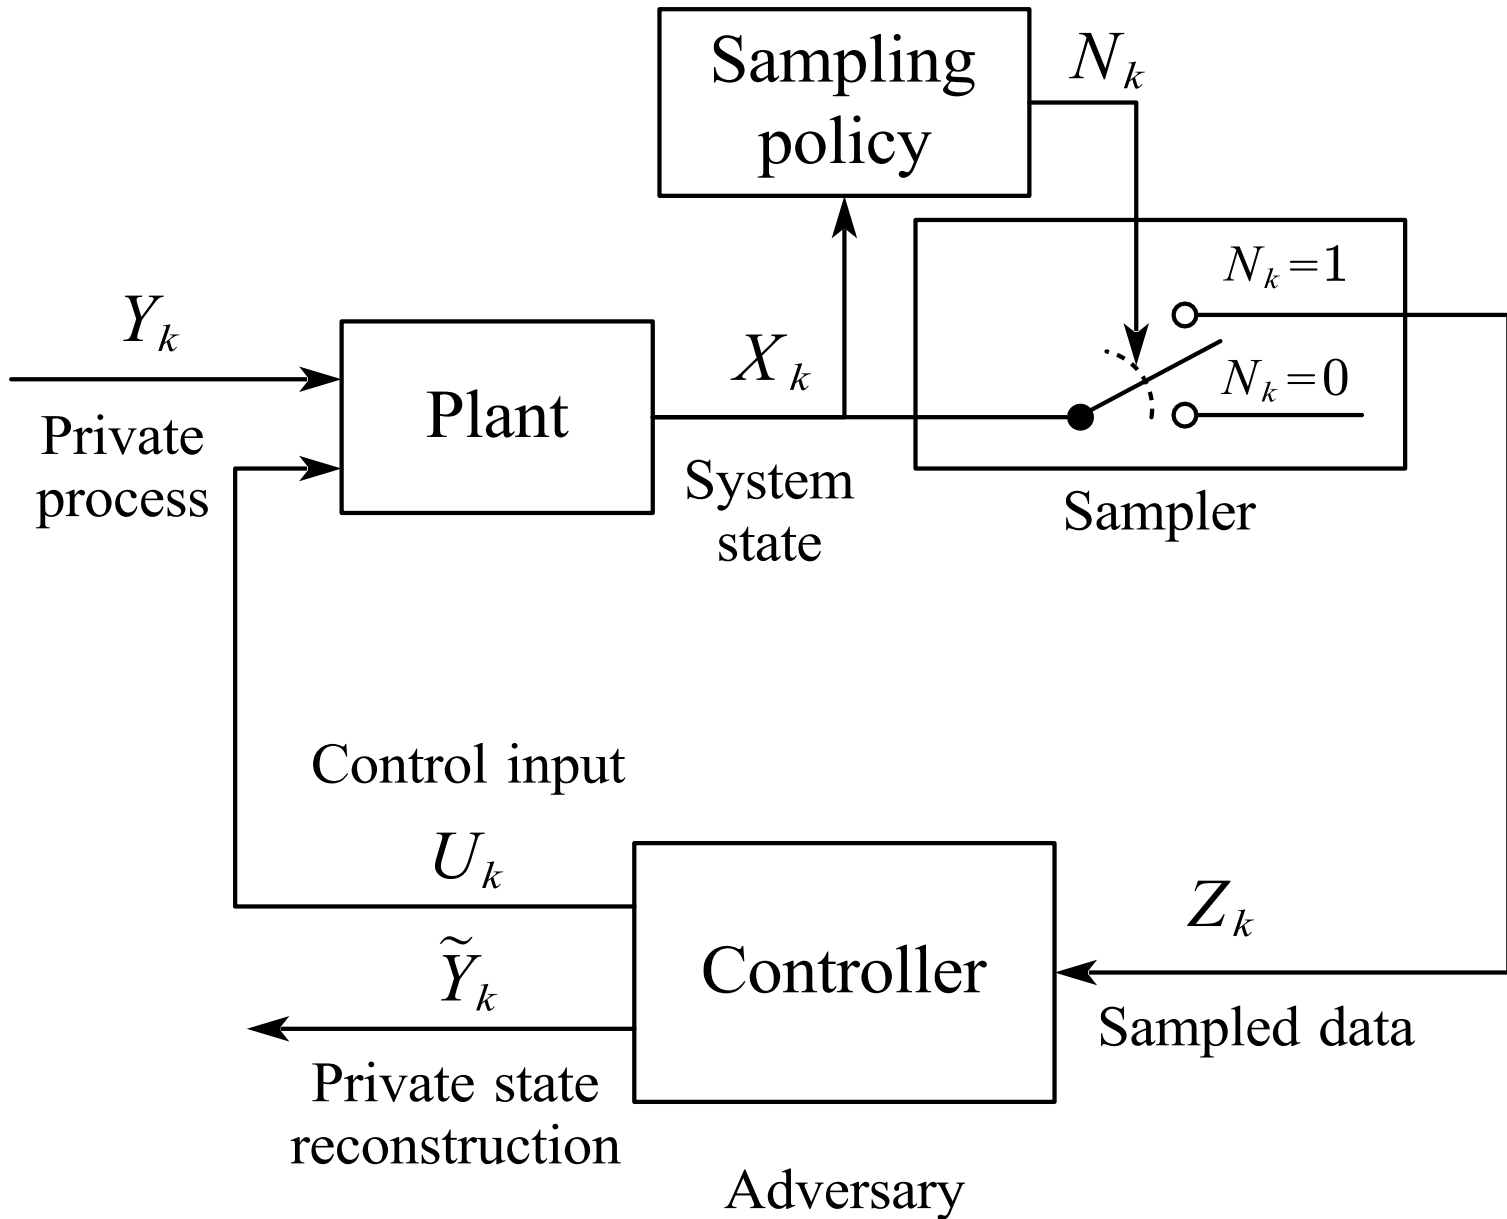 Sampling
policy
N_k
N_k=1
N_k=0
Y_k
Private
process
Plant
X_k
System
state
Sampler
Control input
U_k
Ỹ_k
Private state
reconstruction
Controller
Z_k
Sampled data
Adversary